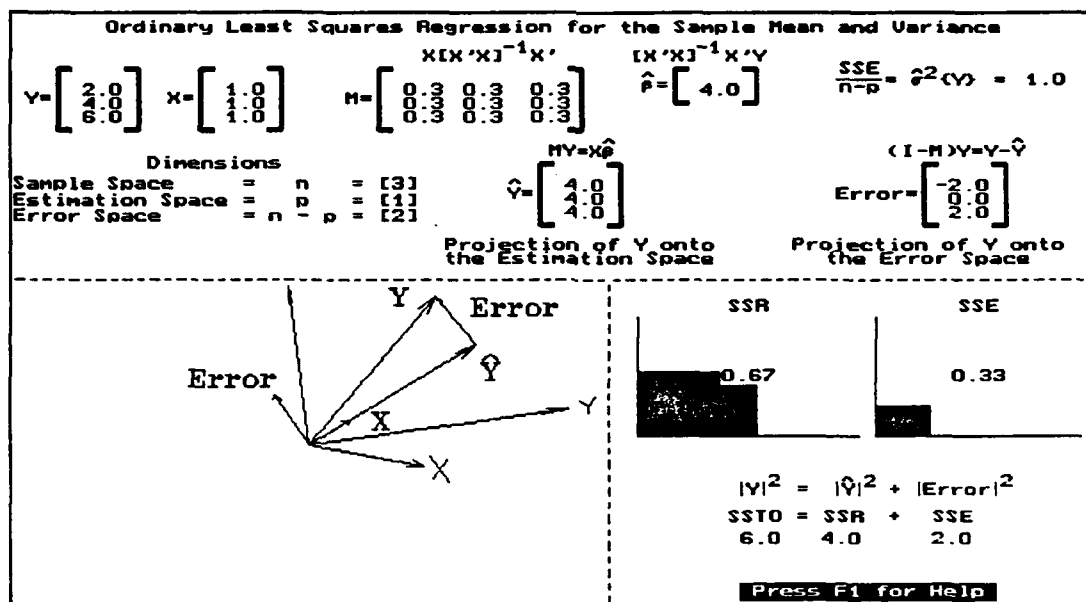 Ordinary Least Squares Regression for the Sample Mean and Variance
X[X'X]⁻¹X' [X'X]⁻¹X'Y
Y=[2.0 4.0 6.0] X=[1.0 1.0 1.0] M=[0.3 0.3 0.3 0.3 0.3 0.3 0.3 0.3 0.3] β̂=[4.0] SSE/n-p = σ̂²{Y} = 1.0
Dimensions
Sample Space = n = [3]
Estimation Space = p = [1]
Error Space = n - p = [2]
MY=Xβ̂
Ŷ=[4.0 4.0 4.0]
Projection of Y onto
the Estimation Space
(I-M)Y=Y-Ŷ
Error=[-2.0 0.0 2.0]
Projection of Y onto
the Error Space
Y Error
Ŷ
Error
X
Y
X
SSR SSE
0.67 0.33
|Y|² = |Ŷ|² + |Error|²
SSTO = SSR + SSE
6.0 4.0 2.0
Press F1 for Help